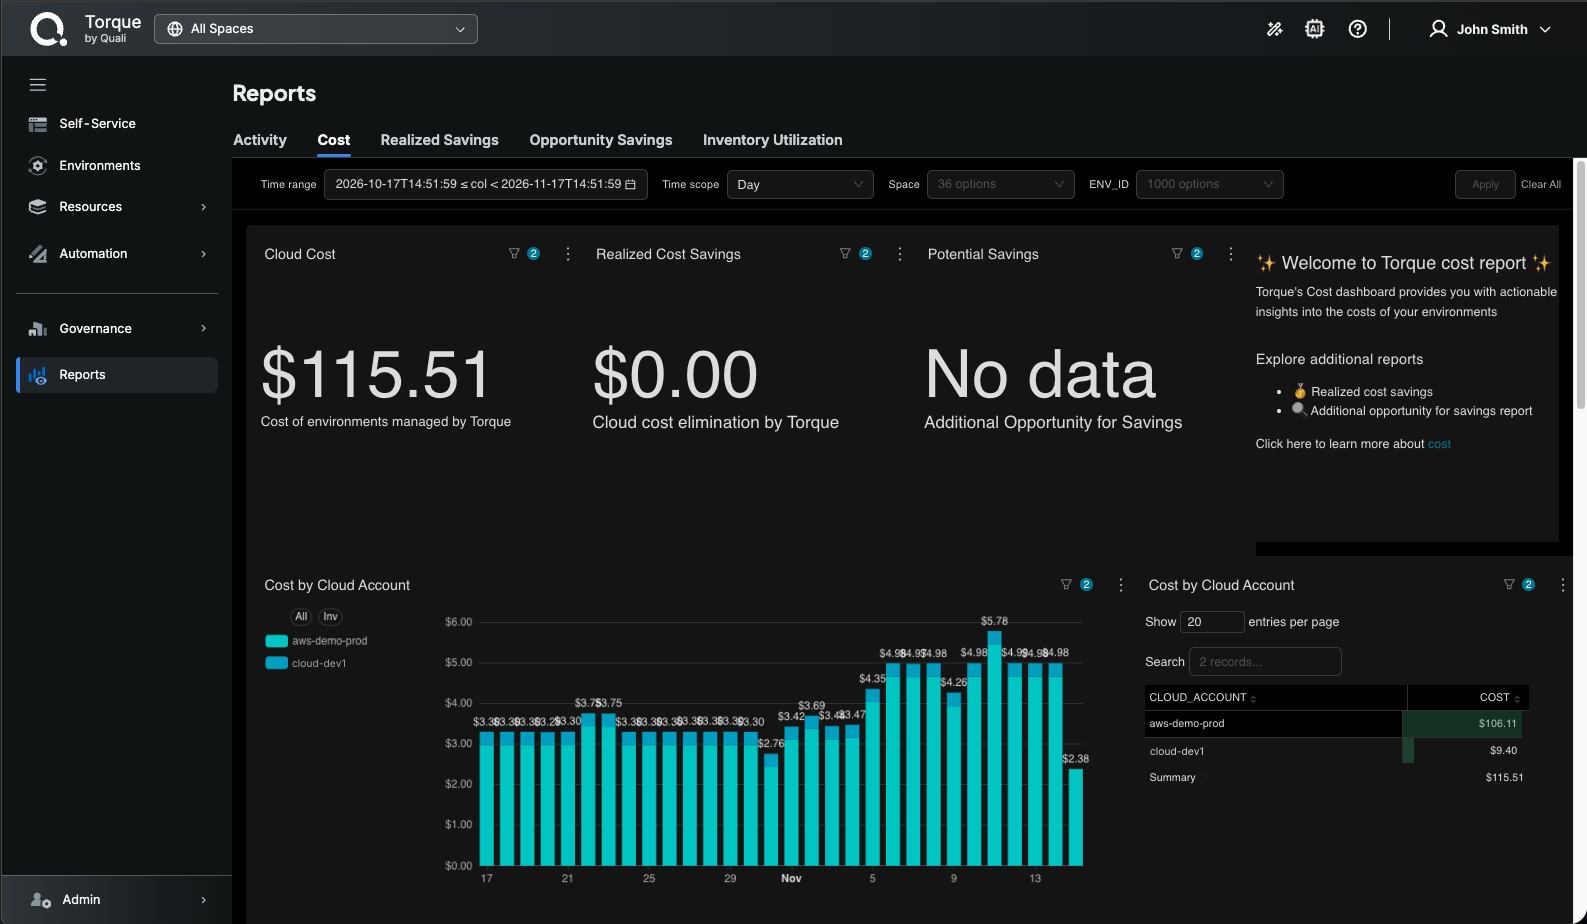 Torque
by Quali
All Spaces
John Smith
Self-Service
Environments
Resources
Automation
Governance
Reports
Admin
Reports
Activity Cost Realized Savings Opportunity Savings Inventory Utilization
Time range 2026-10-17T14:51:59 ≤ col < 2026-11-17T14:51:59 Time scope Day Space 36 options ENV_ID 1000 options Apply Clear All
Cloud Cost 2
$115.51
Cost of environments managed by Torque
Realized Cost Savings 2
$0.00
Cloud cost elimination by Torque
Potential Savings 2
No data
Additional Opportunity for Savings
✨ Welcome to Torque cost report ✨
Torque's Cost dashboard provides you with actionable
insights into the costs of your environments
Explore additional reports
• 🥇 Realized cost savings
• 🔍 Additional opportunity for savings report
Click here to learn more about cost
Cost by Cloud Account 2
All Inv
aws-demo-prod
cloud-dev1
$6.00
$5.00
$4.00
$3.00
$2.00
$1.00
$0.00
$3.30 $3.75 $3.30 $2.76 $3.42 $3.69 $3.47 $4.35 $4.98 $4.26 $4.98 $5.78 $4.98 $2.38
17 21 25 29 Nov 5 9 13
Cost by Cloud Account 2
Show 20 entries per page
Search 2 records...
CLOUD_ACCOUNT COST
aws-demo-prod $106.11
cloud-dev1 $9.40
Summary $115.51